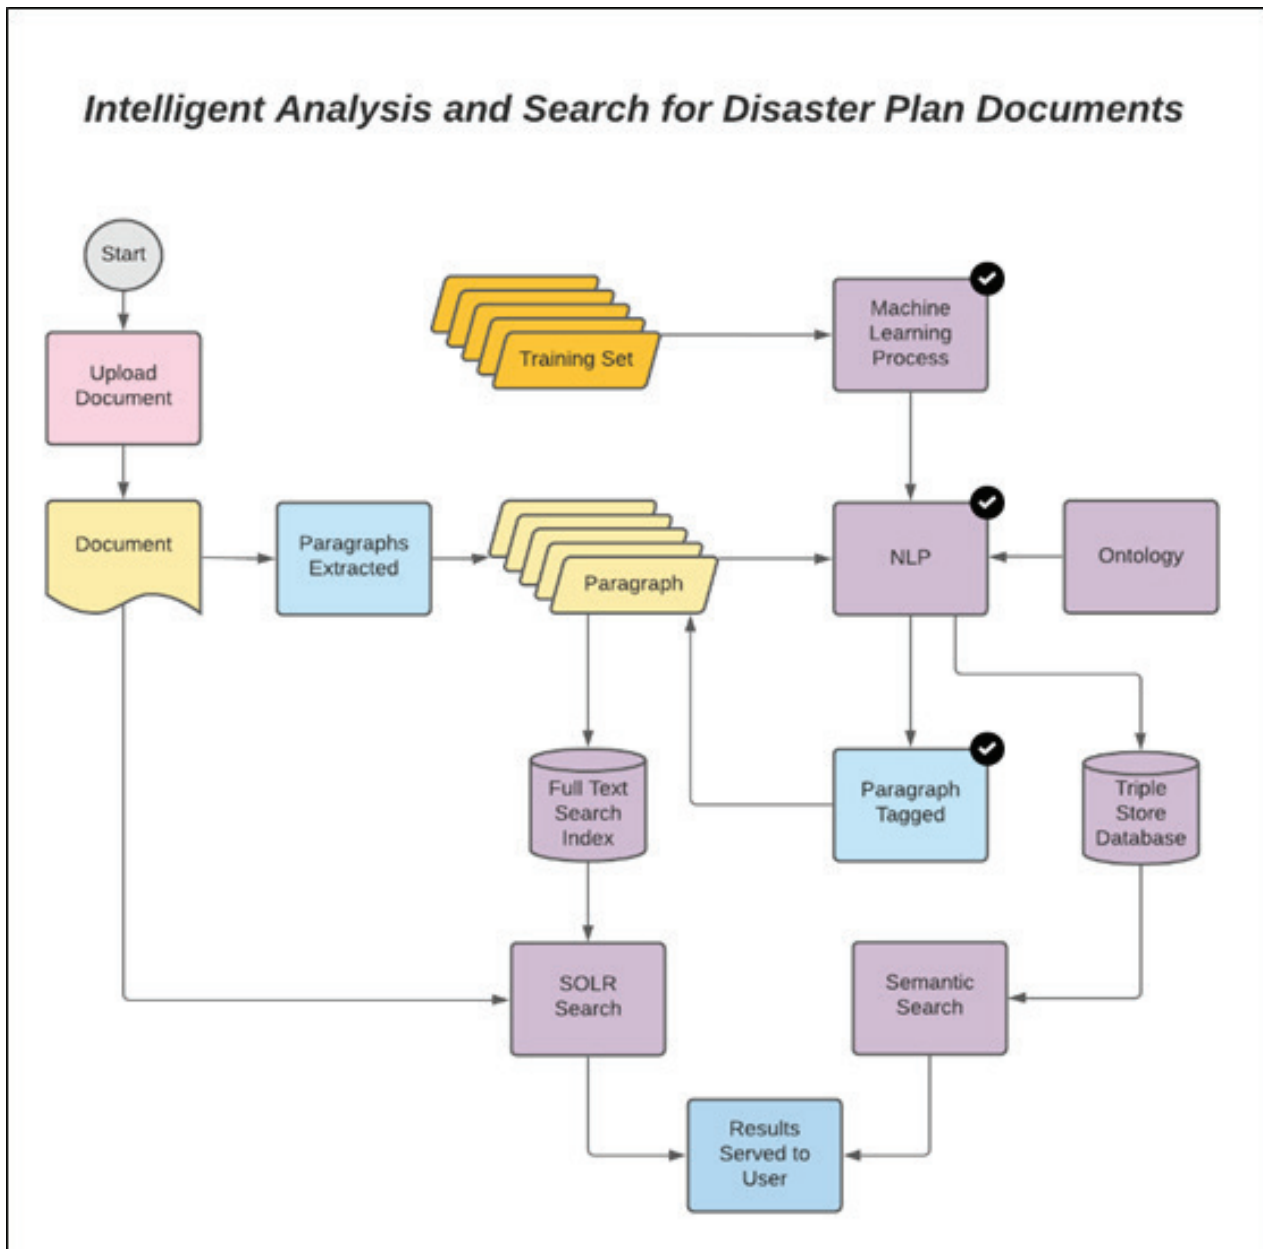 Intelligent Analysis and Search for Disaster Plan Documents
Start
Upload
Document
Training Set
Machine
Learning
Process
Document
Paragraphs
Extracted
Paragraph
NLP
Ontology
Full Text
Search
Index
Paragraph
Tagged
Triple
Store
Database
SOLR
Search
Semantic
Search
Results
Served to
User